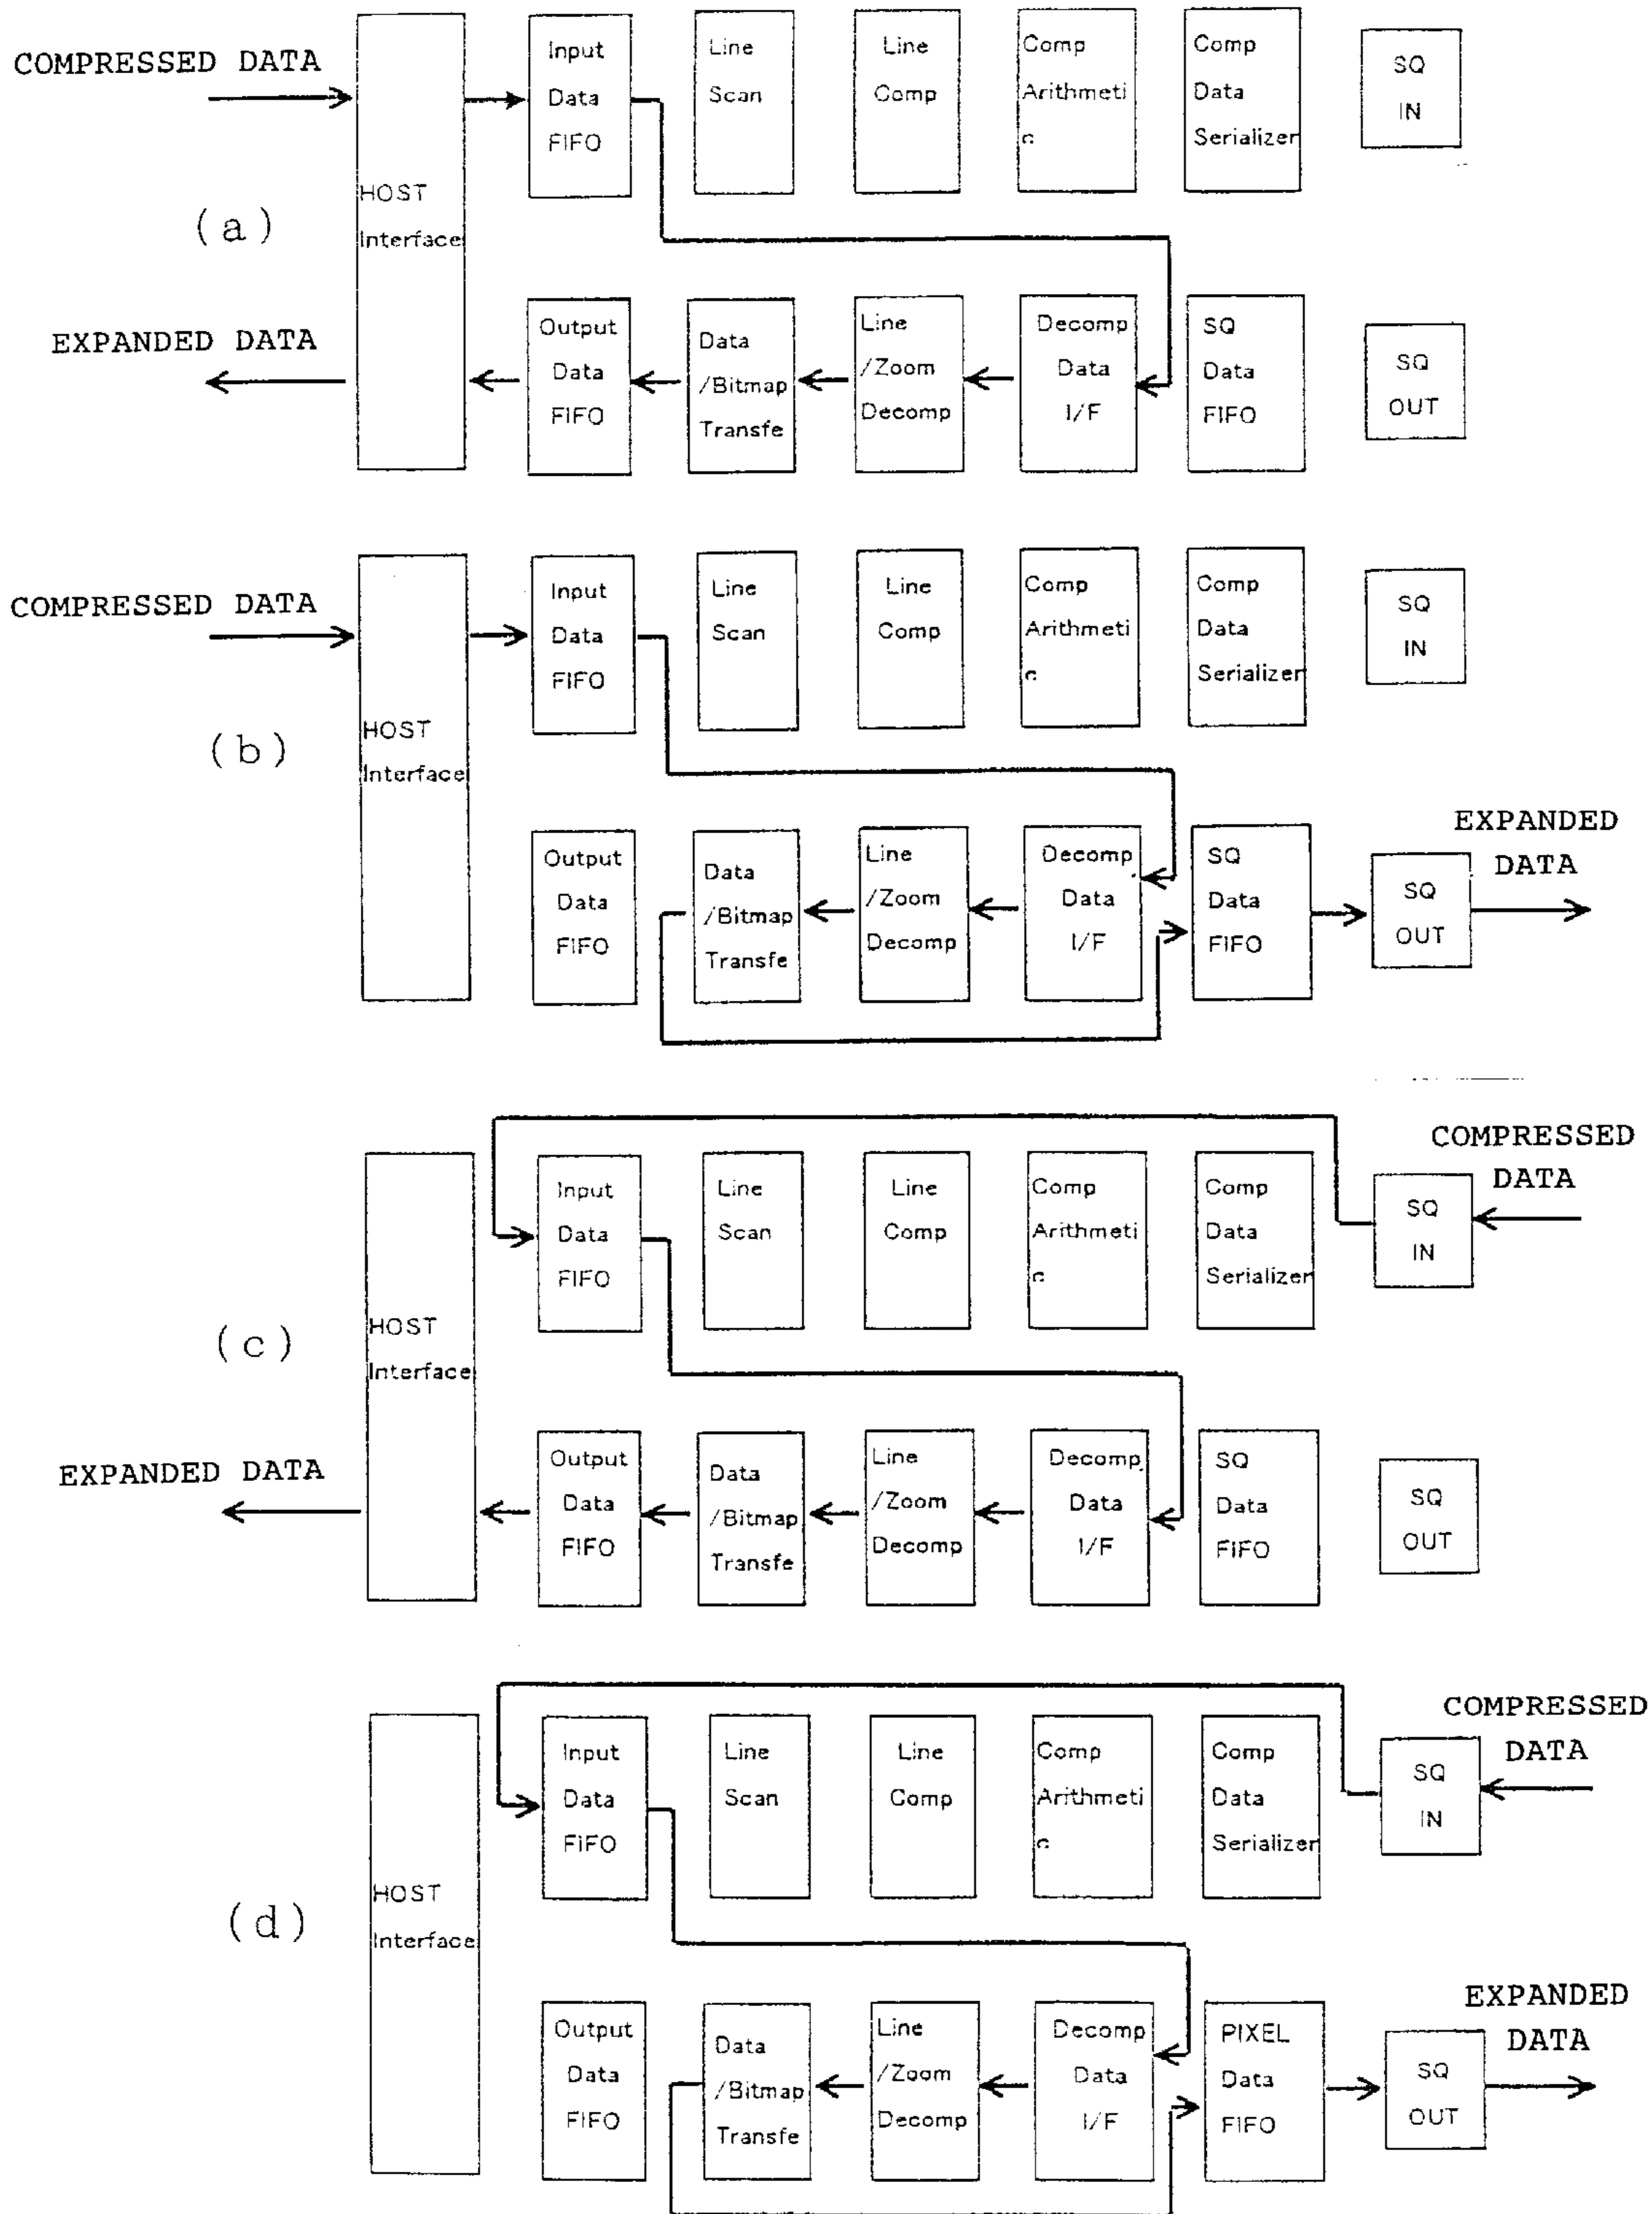 COMPRESSED DATA
Input
Data
FIFO
Line
Scan
Line
Comp
Comp
Arithmeti
c
Comp
Data
Serializer
SQ
IN
(a)
HOST
Interface
EXPANDED DATA
Output
Data
FIFO
Data
/Bitmap
Transfe
Line
/Zoom
Decomp
Decomp
Data
I/F
SQ
Data
FIFO
SQ
OUT
COMPRESSED DATA
Input
Data
FIFO
Line
Scan
Line
Comp
Comp
Arithmeti
c
Comp
Data
Serializer
SQ
IN
(b)
HOST
Interface
Output
Data
FIFO
Data
/Bitmap
Transfe
Line
/Zoom
Decomp
Decomp
Data
I/F
SQ
Data
FIFO
SQ
OUT
EXPANDED
DATA
Input
Data
FIFO
Line
Scan
Line
Comp
Comp
Arithmeti
c
Comp
Data
Serializer
SQ
IN
COMPRESSED
DATA
(c)
HOST
Interface
EXPANDED DATA
Output
Data
FIFO
Data
/Bitmap
Transfe
Line
/Zoom
Decomp
Decomp
Data
I/F
SQ
Data
FIFO
SQ
OUT
Input
Data
FIFO
Line
Scan
Line
Comp
Comp
Arithmeti
c
Comp
Data
Serializer
SQ
IN
COMPRESSED
DATA
(d)
HOST
Interface
Output
Data
FIFO
Data
/Bitmap
Transfe
Line
/Zoom
Decomp
Decomp
Data
I/F
PIXEL
Data
FIFO
SQ
OUT
EXPANDED
DATA